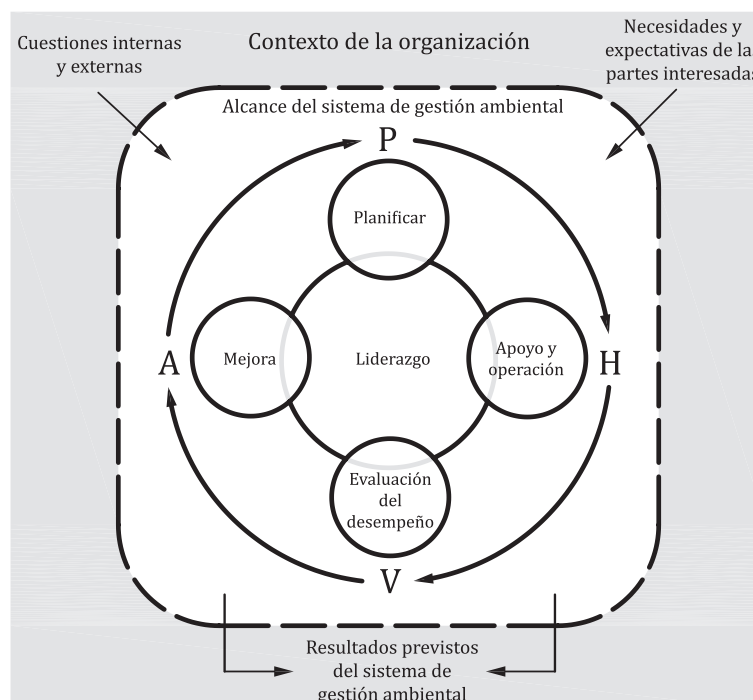 Cuestiones internas
y externas
Contexto de la organización
Necesidades y
expectativas de la
partes interesadas
Alcance del sistema de gestión ambiental
P
Planificar
A
Mejora
Liderazgo
Apoyo y
operación
H
Evaluación
del
desempeño
V
Resultados previstos
del sistema de
gestión ambiental